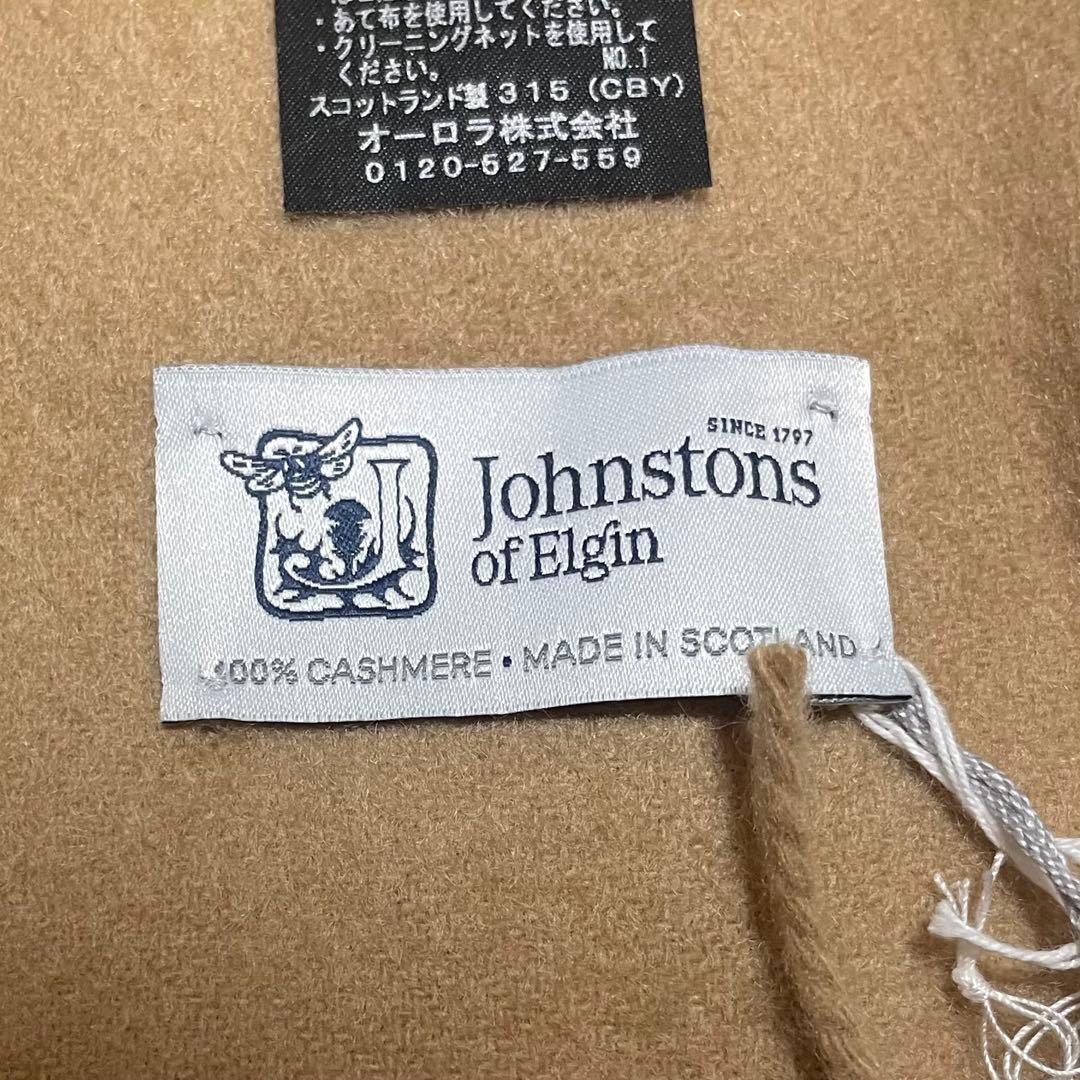 ・あて布を使用してください。
・クリーニングネットを使用して
ください。 NO.1
スコットランド製 315 (CBY)
オーロラ株式会社
0120-527-559
SINCE 1797
Johnstons
of Elgin
100% CASHMERE • MADE IN SCOTLAND